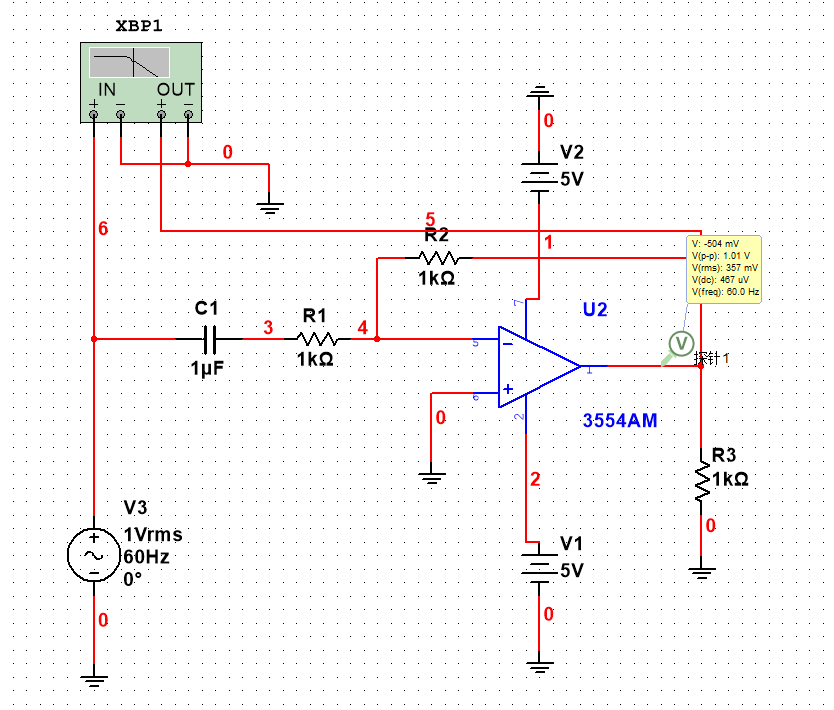 XBP1
IN OUT
+ − + −
0
6
0
V2
5V
5
1
R2
1kΩ
V: -504 mV
V(p-p): 1.01 V
V(rms): 357 mV
V(dc): 467 uV
V(freq): 60.0 Hz
7
U2
C1
1µF
3
R1
1kΩ
4
5
−
V
探针1
1
+
6
0
2
3554AM
R3
1kΩ
2
V3
1Vrms
60Hz
0°
+
−
0
V1
5V
0
0